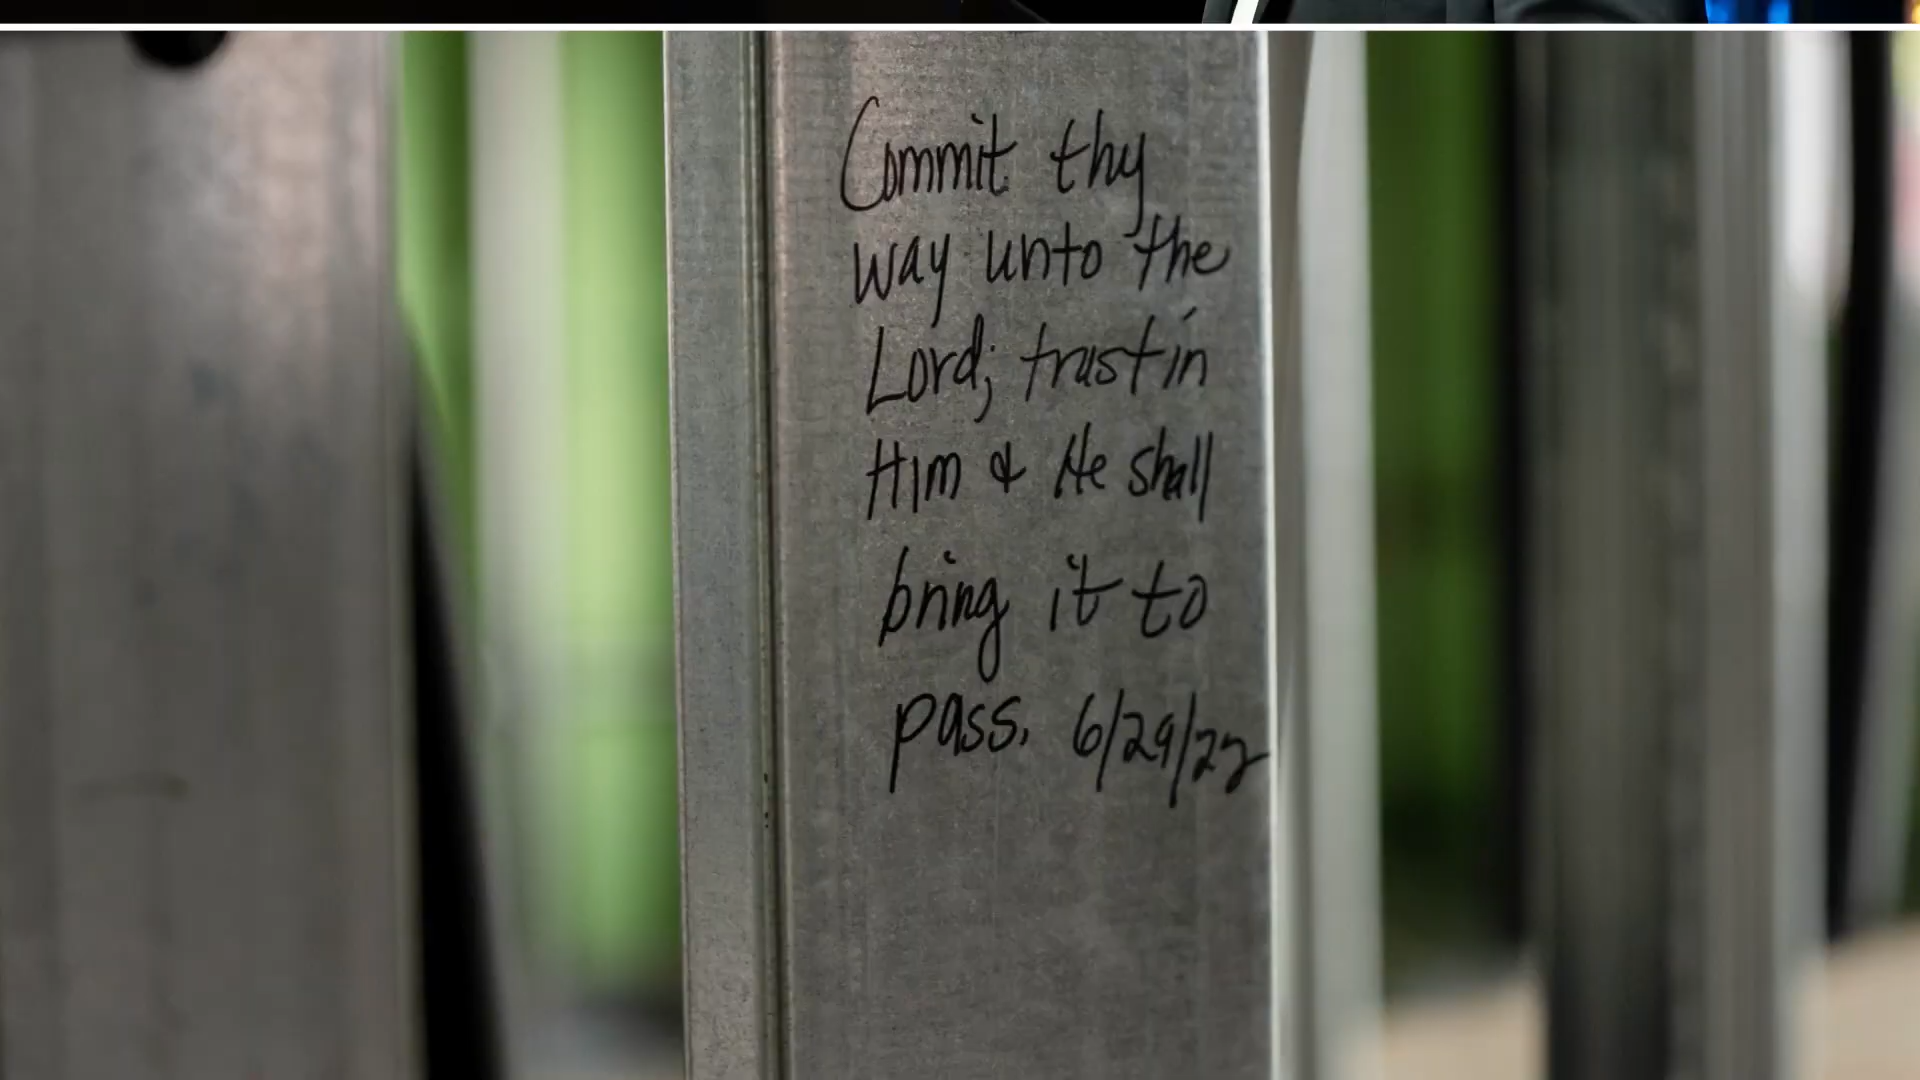 Commit thy
way unto the
Lord; trust in
Him & He shall
bring it to
pass. 6/29/22